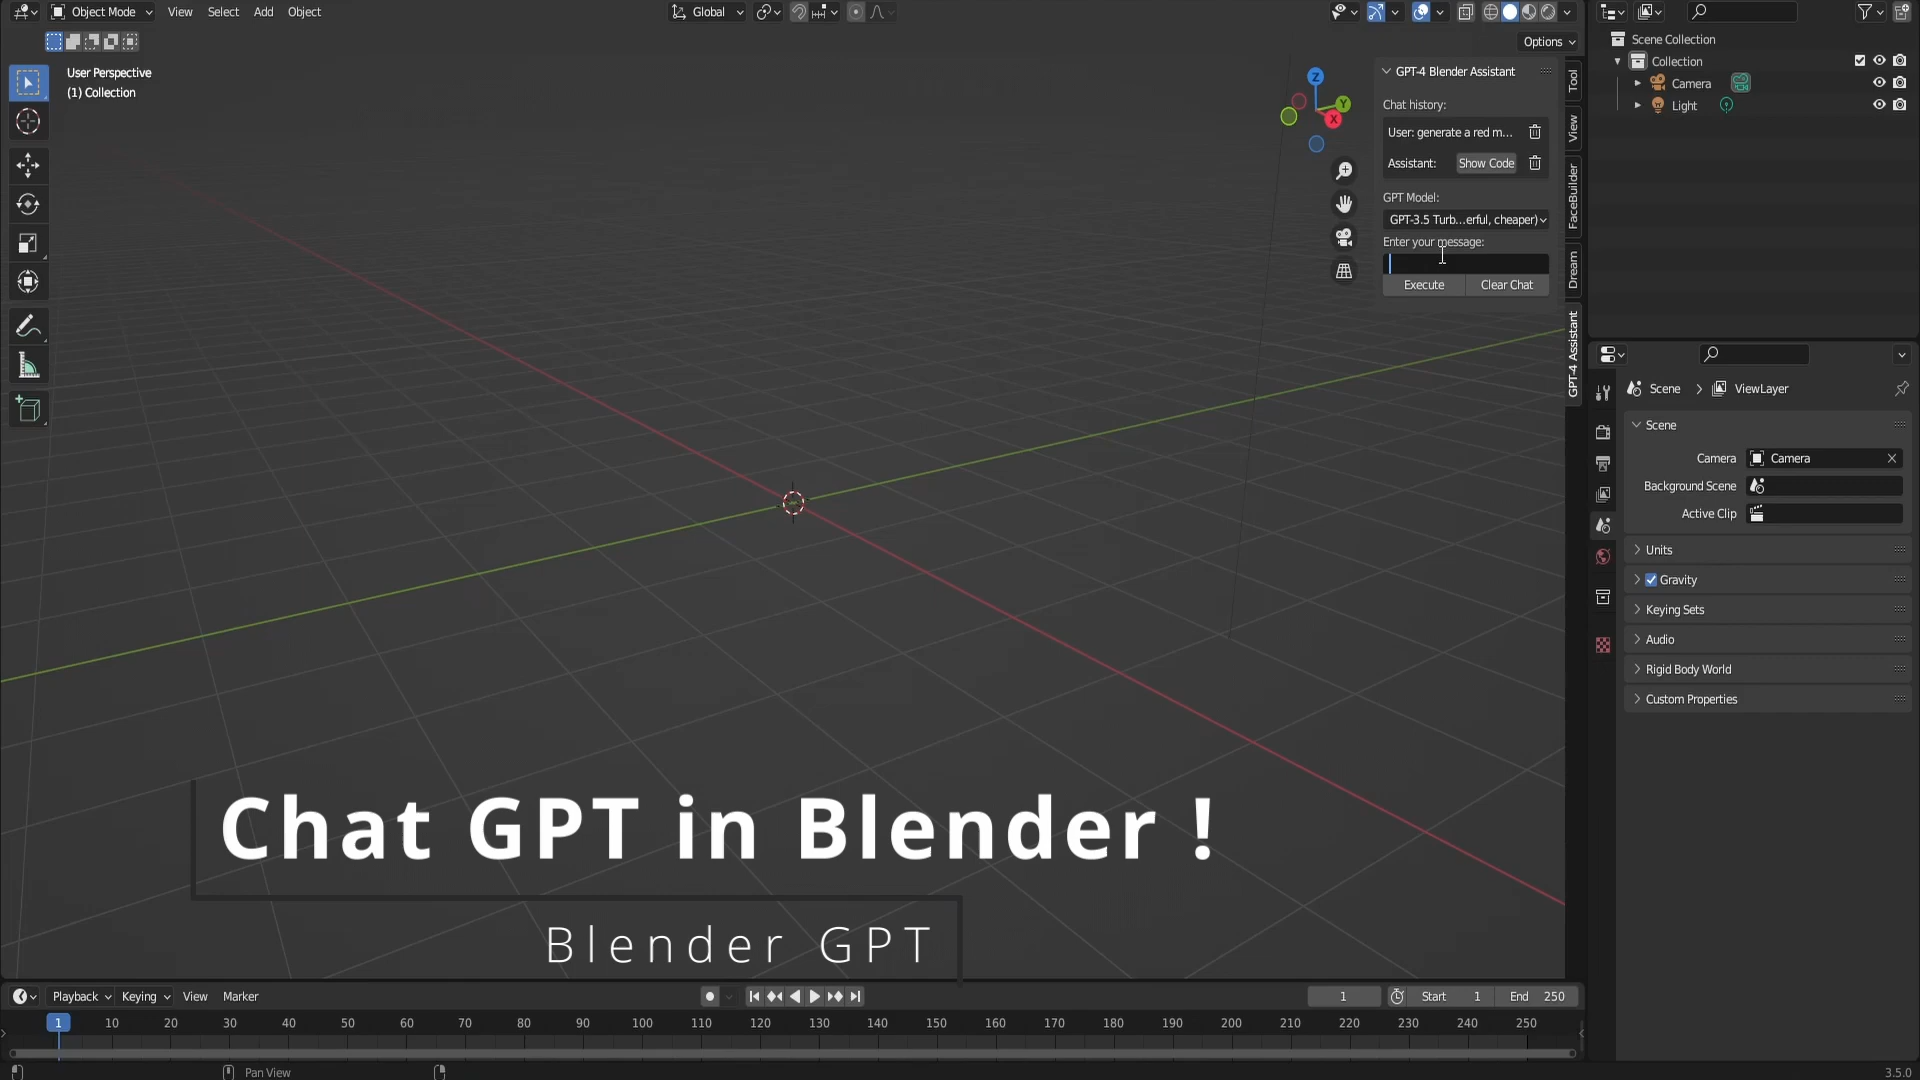 Object Mode
View
Select
Add
Object
Global
Options
User Perspective
(1) Collection
GPT-4 Blender Assistant
Chat history:
User: generate a red m...
Assistant:
Show Code
GPT Model:
GPT-3.5 Turb...erful, cheaper)
Enter your message:
Execute
Clear Chat
Z
Y
X
Tool
View
FaceBuilder
Dream
GPT-4 Assistant
Scene Collection
Collection
Camera
Light
Scene
ViewLayer
Scene
Camera
Camera
Background Scene
Active Clip
Units
Gravity
Keying Sets
Audio
Rigid Body World
Custom Properties
Chat GPT in Blender !
Blender GPT
Playback
Keying
View
Marker
1
Start 1
End 250
1 10 20 30 40 50 60 70 80 90 100 110 120 130 140 150 160 170 180 190 200 210 220 230 240 250
Pan View
3.5.0